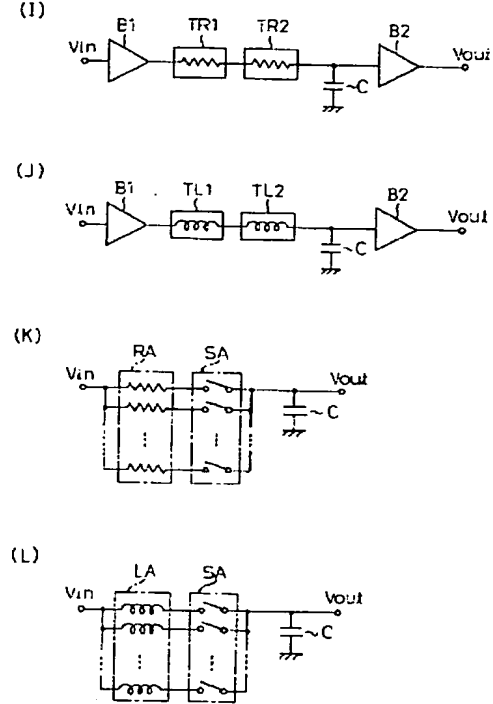 (I)
B1 TR1 TR2 B2
Vin Vout
C
(J)
B1 TL1 TL2 B2
Vin Vout
C
(K)
RA SA
Vin Vout
C
(L)
LA SA
Vin Vout
C